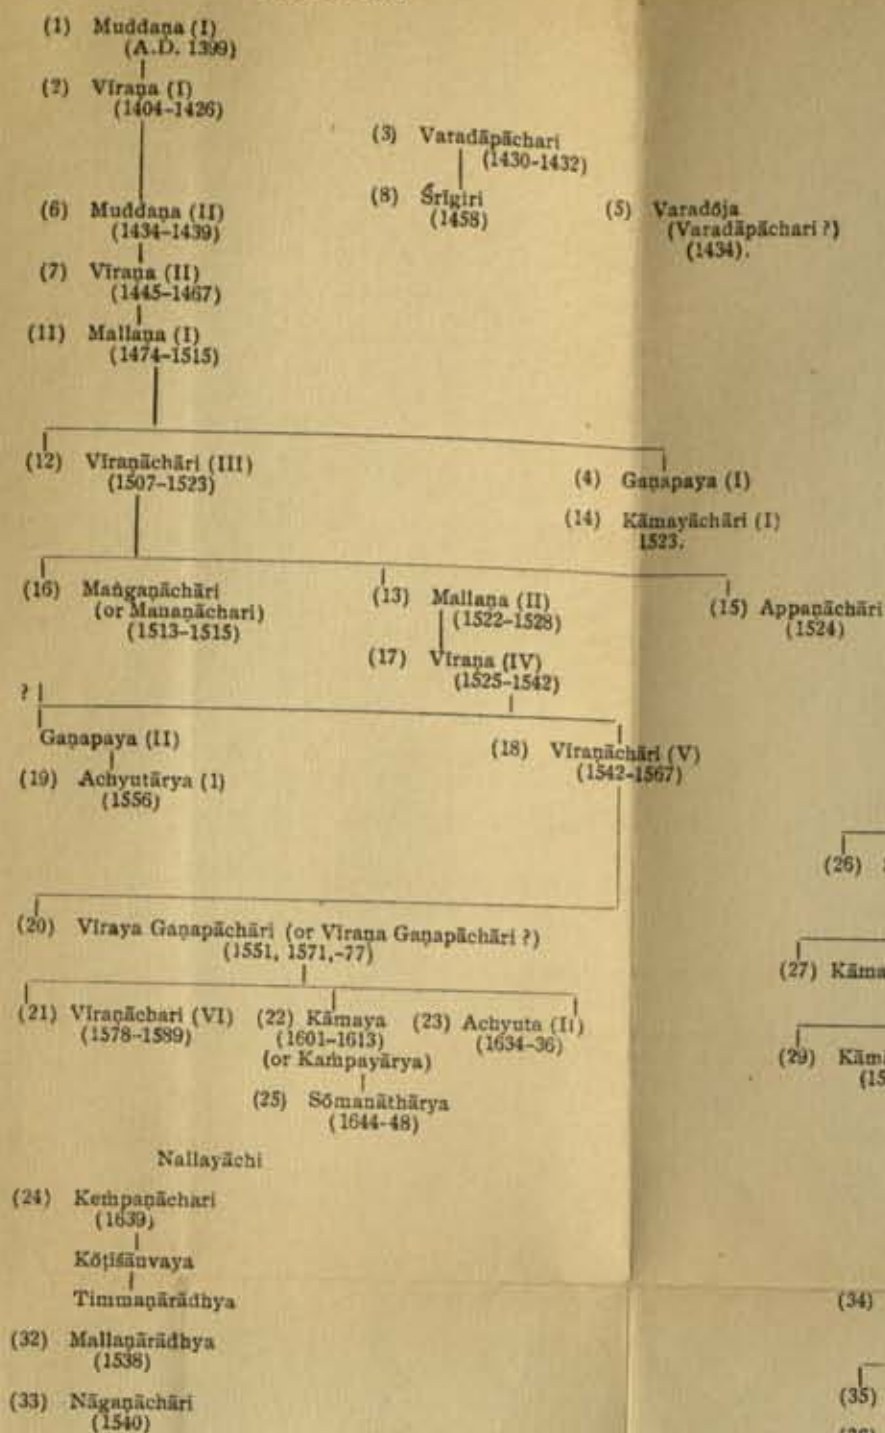 (1) Muddaṇa (I)
(A.D. 1399)
(2) Vīraṇa (I)
(1404–1426)
(3) Varadāpāchari
(1430-1432)
(8) Śrīgiri
(1458)
(6) Muddaṇa (II)
(1434–1439)
(5) Varadōja
(Varadāpāchari ?)
(1434).
(7) Vīraṇa (II)
(1445–1467)
(11) Mallaṇa (I)
(1474–1515)
(12) Vīraṇāchāri (III)
(1507–1523)
(4) Gaṇapaya (I)
(14) Kāmayāchāri (I)
1523.
(16) Maṅgaṇāchāri
(or Mananāchari)
(1513–1515)
(13) Mallaṇa (II)
(1522–1528)
(15) Appaṇāchāri
(1524)
(17) Vīraṇa (IV)
(1525-1542)
?
Gaṇapaya (II)
(18) Vīraṇāchāri (V)
(1542-1567)
(19) Achyutārya (1)
(1556)
(26)
(20) Vīraya Gaṇapāchāri (or Vīraṇa Gaṇapāchāri ?)
(1551, 1571,-77)
(27) Kāma
(21) Vīraṇāchari (VI)
(1578–1589)
(22) Kāmaya
(1601–1613)
(or Kaṁpayārya)
(23) Achyuta (II)
(1634–36)
(29) Kām
(15
(25) Sōmanāthārya
(1644-48)
Nallayāchi
(24) Keṁpaṇāchari
(1639)
Kōṭiśānvaya
Timmaṇārādhya
(34)
(32) Mallaṇārādhya
(1538)
(35)
(33) Nāgaṇāchāri
(1540)